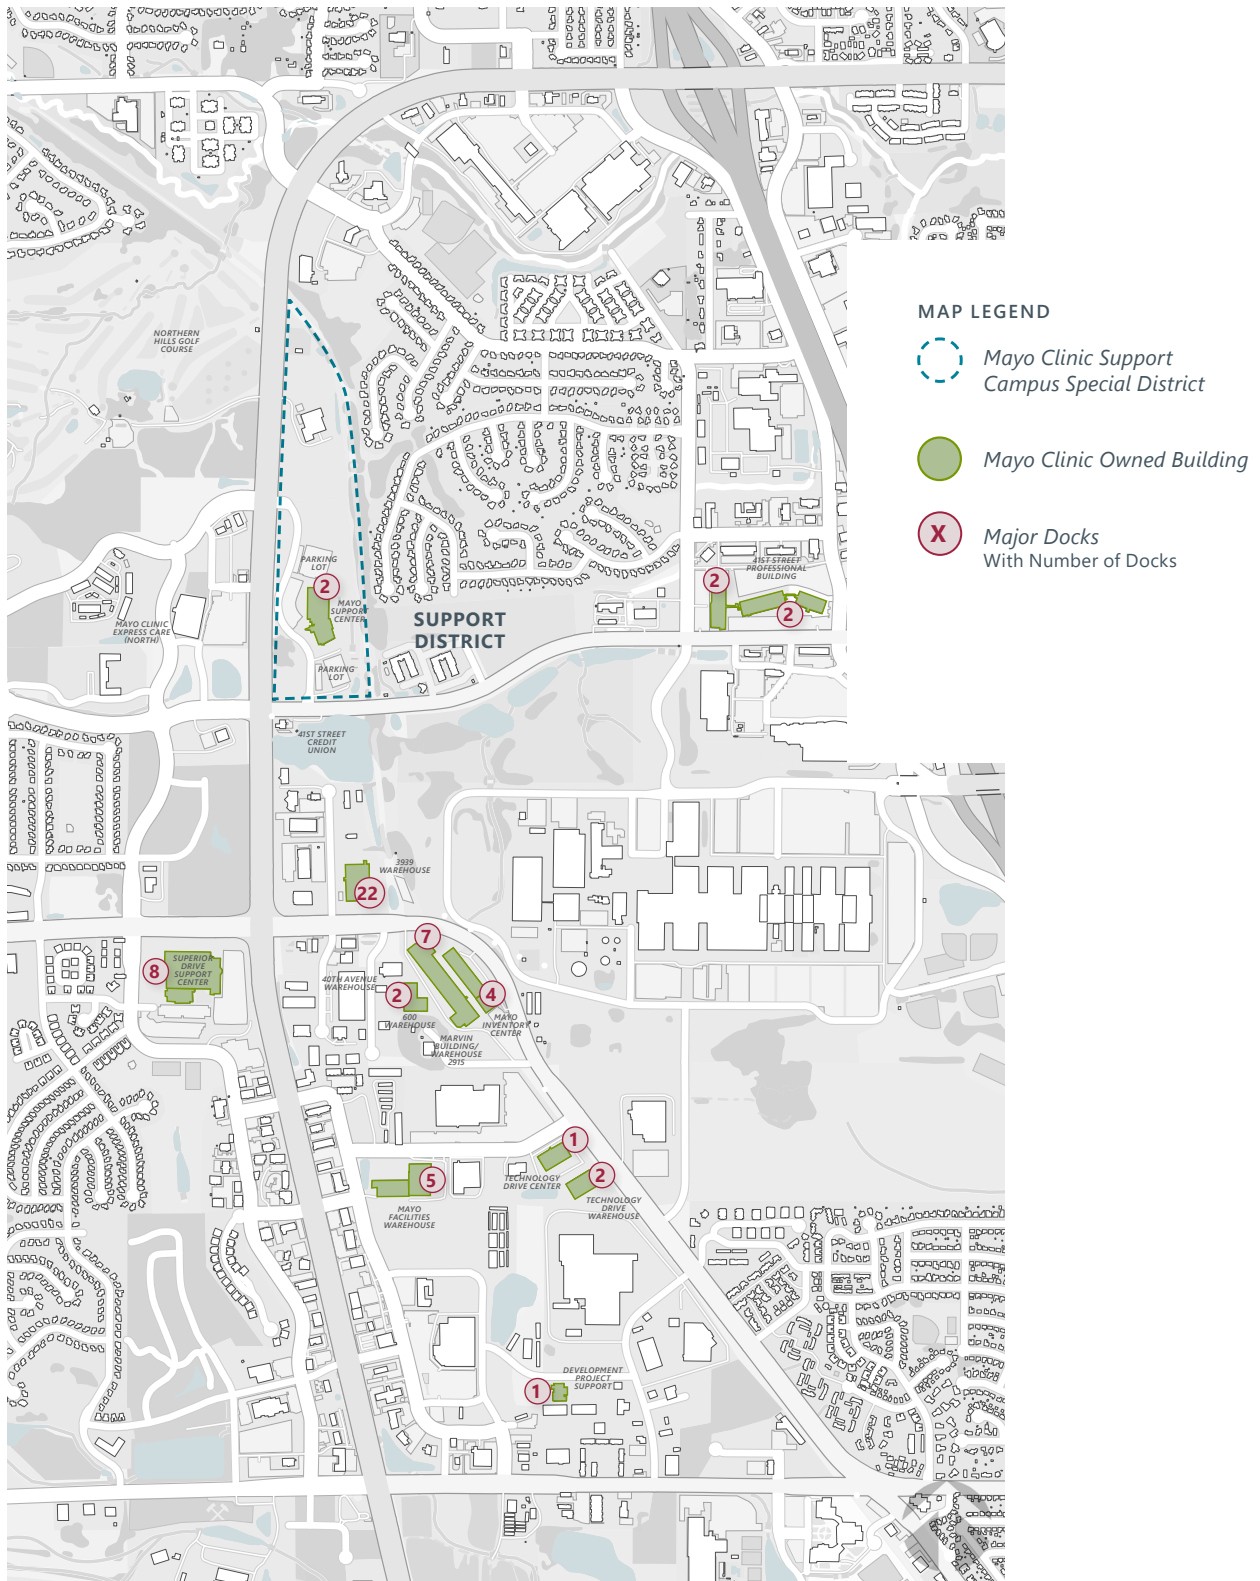 NORTHERN
HILLS GOLF
COURSE
MAP LEGEND
Mayo Clinic Support
Campus Special District
Mayo Clinic Owned Building
X
Major Docks
With Number of Docks
PARKING
LOT
2
MAYO
SUPPORT
CENTER
PARKING
LOT
SUPPORT
DISTRICT
41ST STREET
PROFESSIONAL
BUILDING
2
2
MAYO CLINIC
EXPRESS CARE
(NORTH)
41ST STREET
CREDIT
UNION
3939
WAREHOUSE
22
7
SUPERIOR
DRIVE
SUPPORT
CENTER
8
40TH AVENUE
WAREHOUSE
2
4
600
WAREHOUSE
MAYO
INVENTORY
CENTER
MARVIN
BUILDING/
WAREHOUSE
2915
1
TECHNOLOGY
DRIVE CENTER
2
TECHNOLOGY
DRIVE
WAREHOUSE
5
MAYO
FACILITIES
WAREHOUSE
DEVELOPMENT
PROJECT
SUPPORT
1